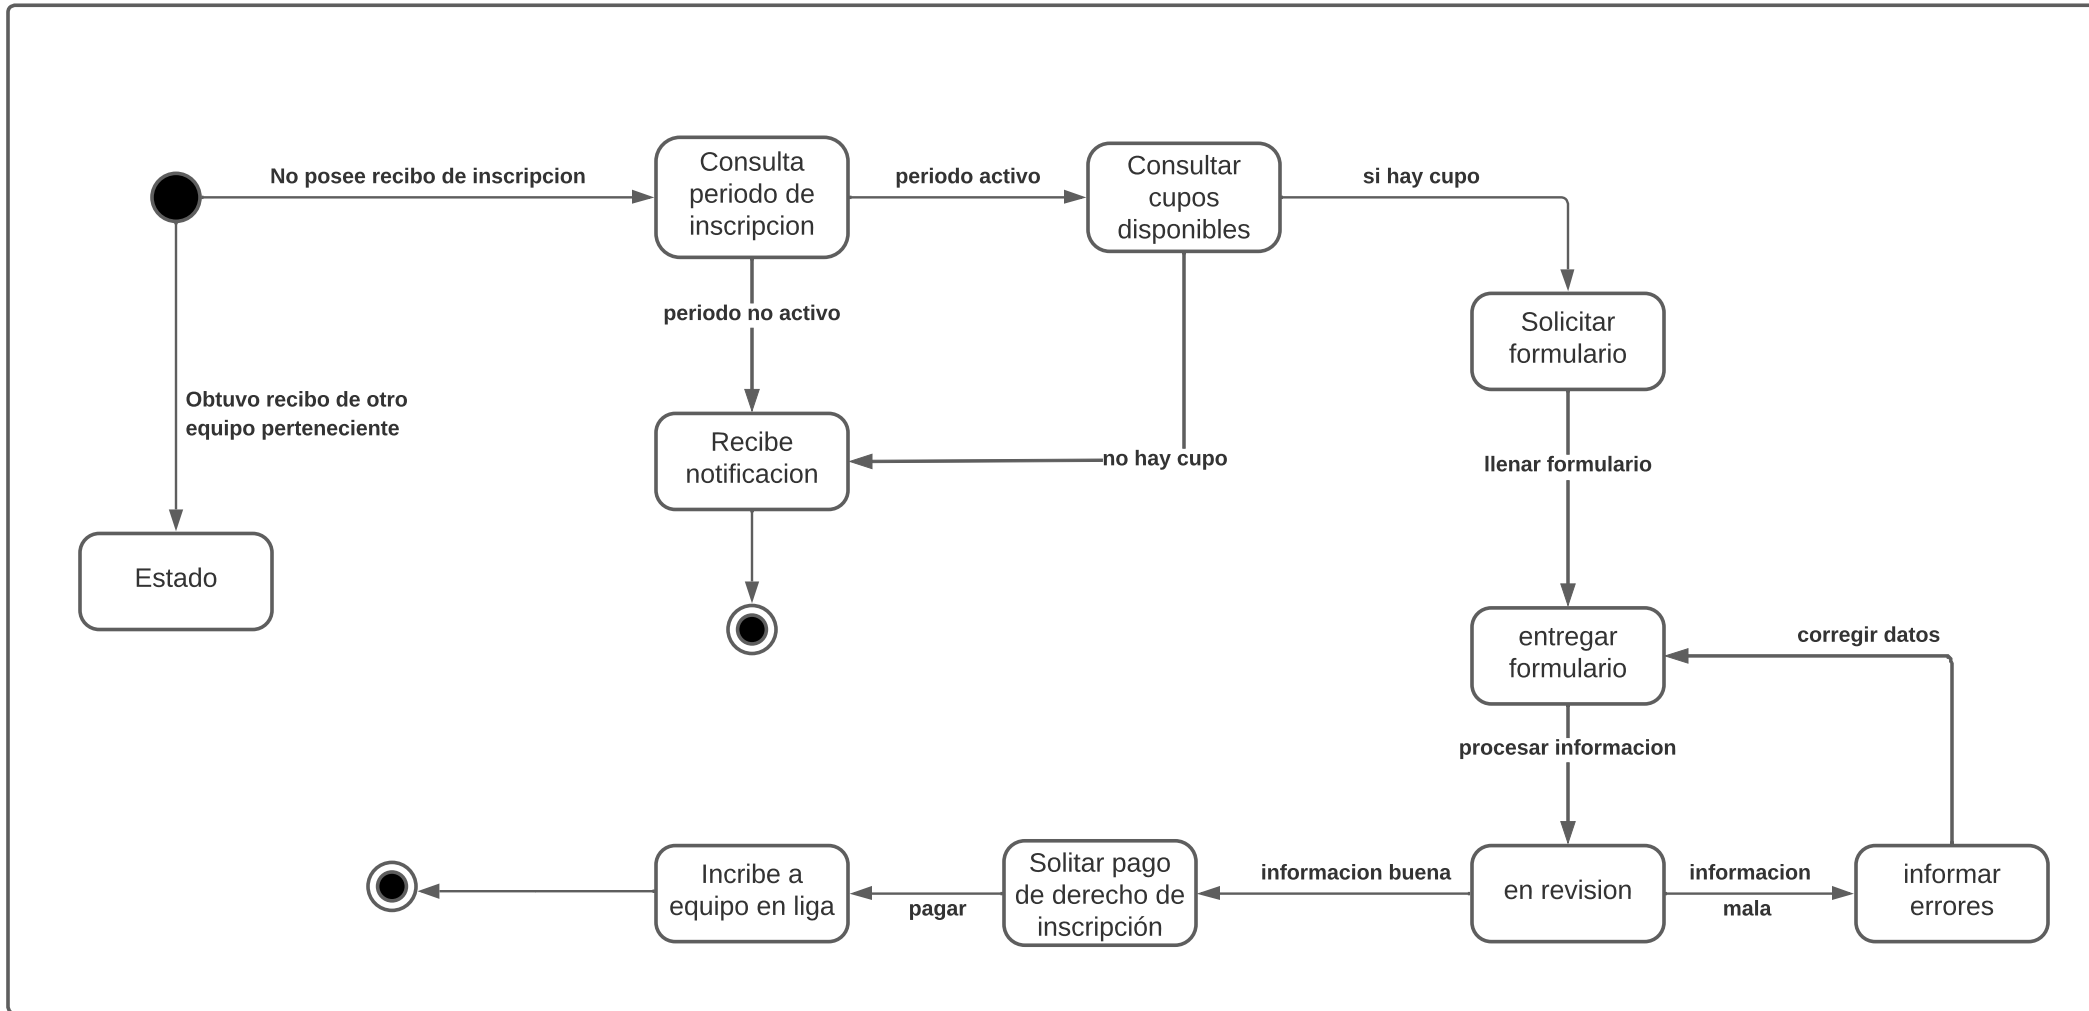 No posee recibo de inscripcion
Consulta
periodo de
inscripcion
periodo activo
Consultar
cupos
disponibles
si hay cupo
periodo no activo
Solicitar
formulario
Obtuvo recibo de otro
equipo perteneciente
Recibe
notificacion
no hay cupo
llenar formulario
Estado
entregar
formulario
corregir datos
procesar informacion
Incribe a
equipo en liga
pagar
Solitar pago
de derecho de
inscripción
informacion buena
en revision
informacion
mala
informar
errores